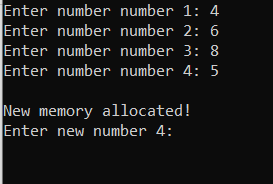 Enter number number 1: 4
Enter number number 2: 6
Enter number number 3: 8
Enter number number 4: 5
New memory allocated!
Enter new number 4: